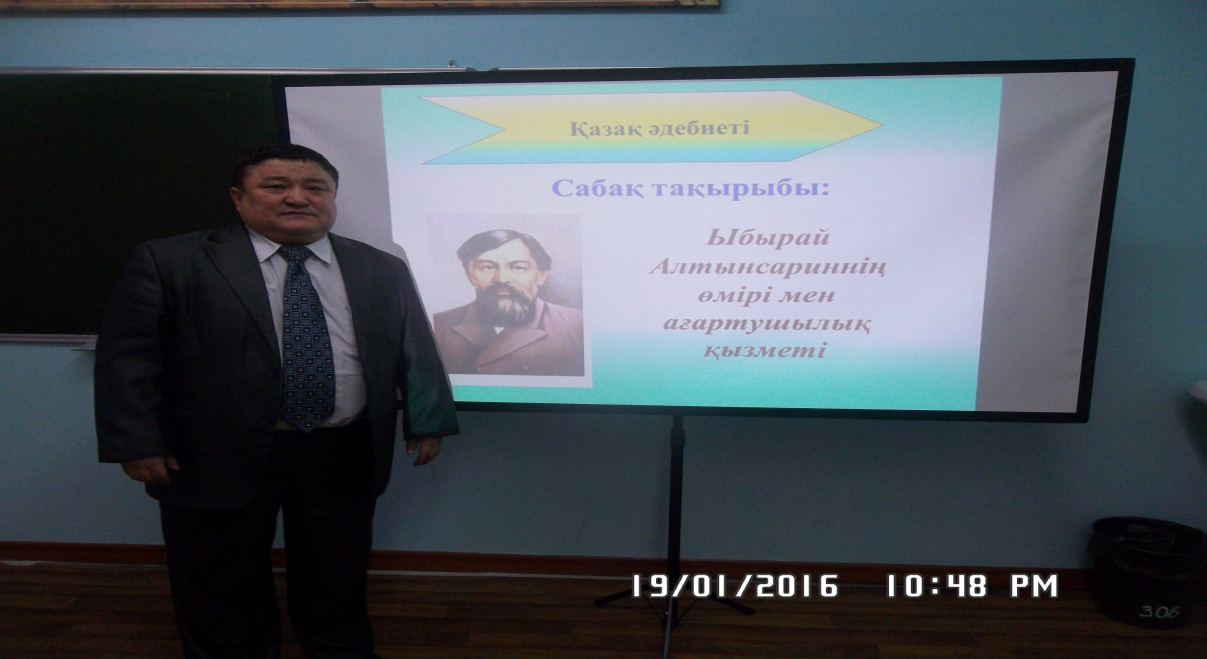 Қазақ әдебиеті
Сабақ тақырыбы:
Ыбырай
Алтынсариннің
өмірі мен
ағартушылық
қызметі
19/01/2016 10:48 PM
306